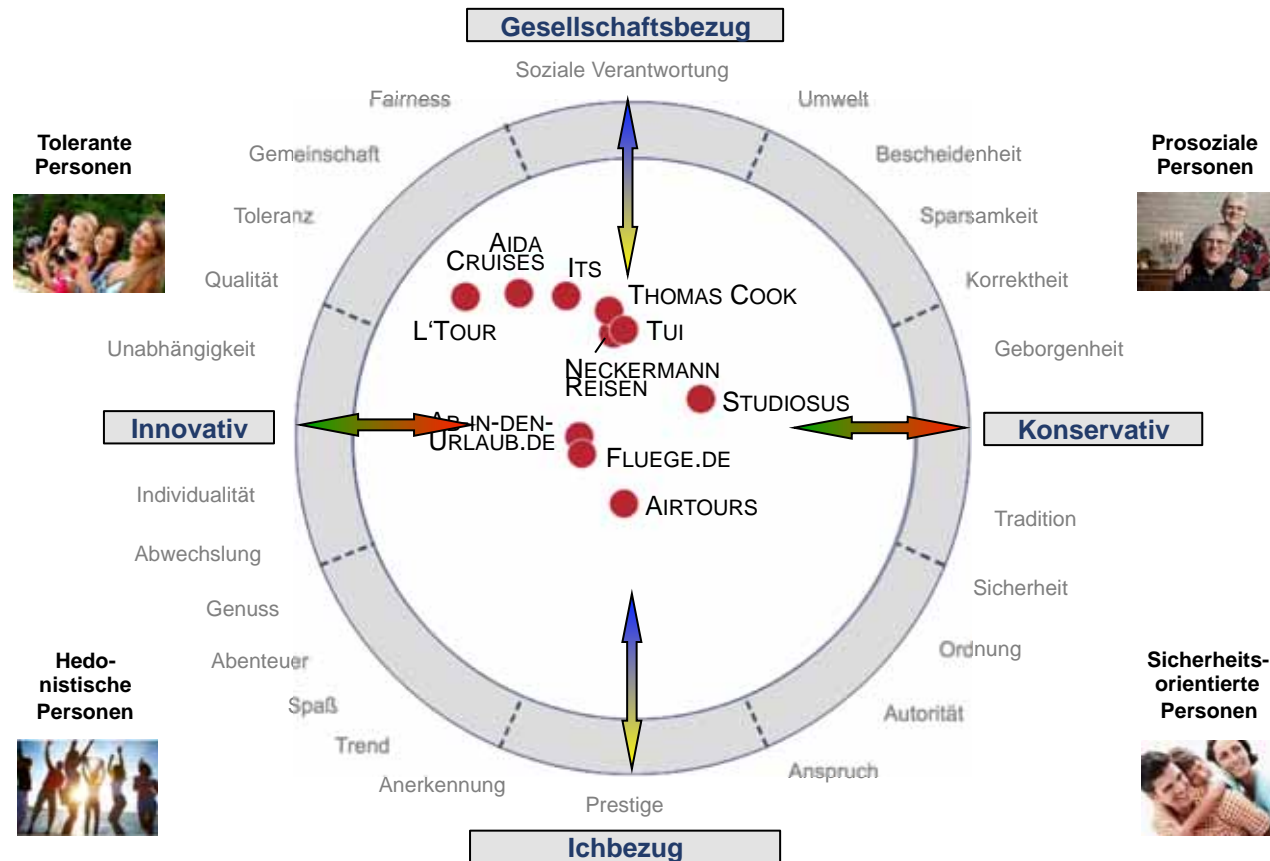 Gesellschaftsbezug
Soziale Verantwortung
Fairness
Umwelt
Tolerante
Personen
Gemeinschaft
Bescheidenheit
Prosoziale
Personen
Toleranz
Sparsamkeit
Qualität
Korrektheit
Unabhängigkeit
Geborgenheit
AIDA
CRUISES
ITS
THOMAS COOK
L'TOUR
TUI
NECKERMANN
REISEN
STUDIOSUS
Innovativ
AB-IN-DEN-
URLAUB.DE
Konservativ
FLUEGE.DE
AIRTOURS
Individualität
Tradition
Abwechslung
Sicherheit
Genuss
Ordnung
Hedo-
nistische
Personen
Abenteuer
Sicherheits-
orientierte
Personen
Spaß
Autorität
Trend
Anspruch
Anerkennung
Prestige
Ichbezug